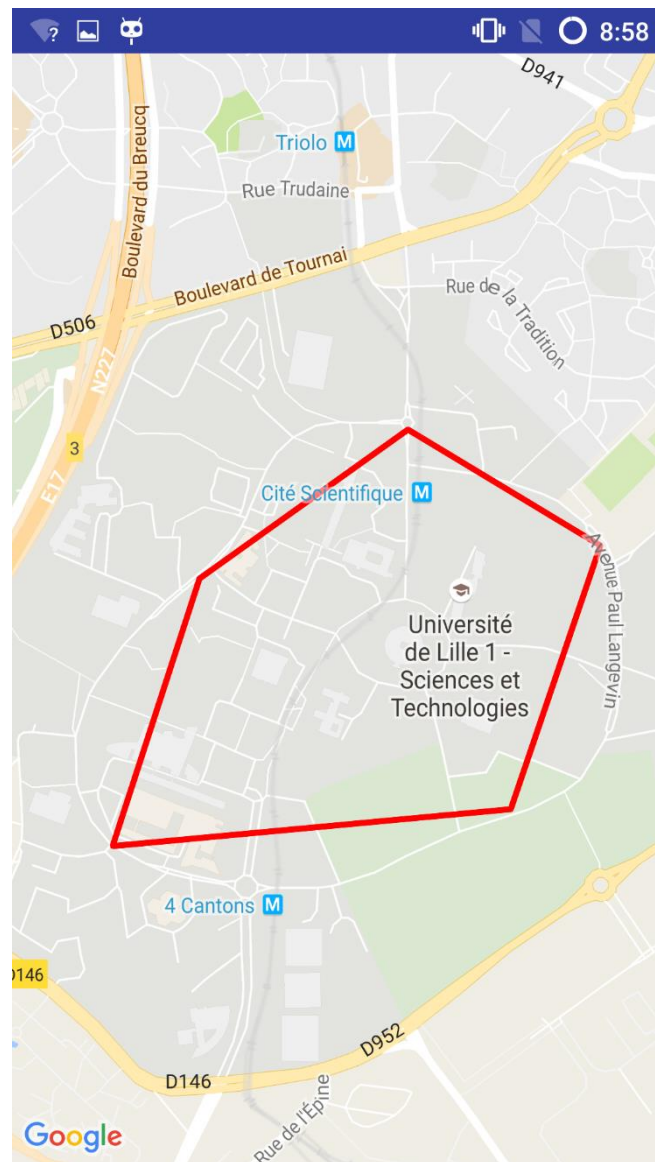 ?
8:58
D941
Boulevard du Breucq
Triolo M
Rue Trudaine
Boulevard de Tournai
Rue de la Tradition
D506
N227
3
E17
Cité Scientifique M
Avenue Paul Langevin
Université
de Lille 1 -
Sciences et
Technologies
4 Cantons M
D146
D952
D146
Rue de l'Épine
Google